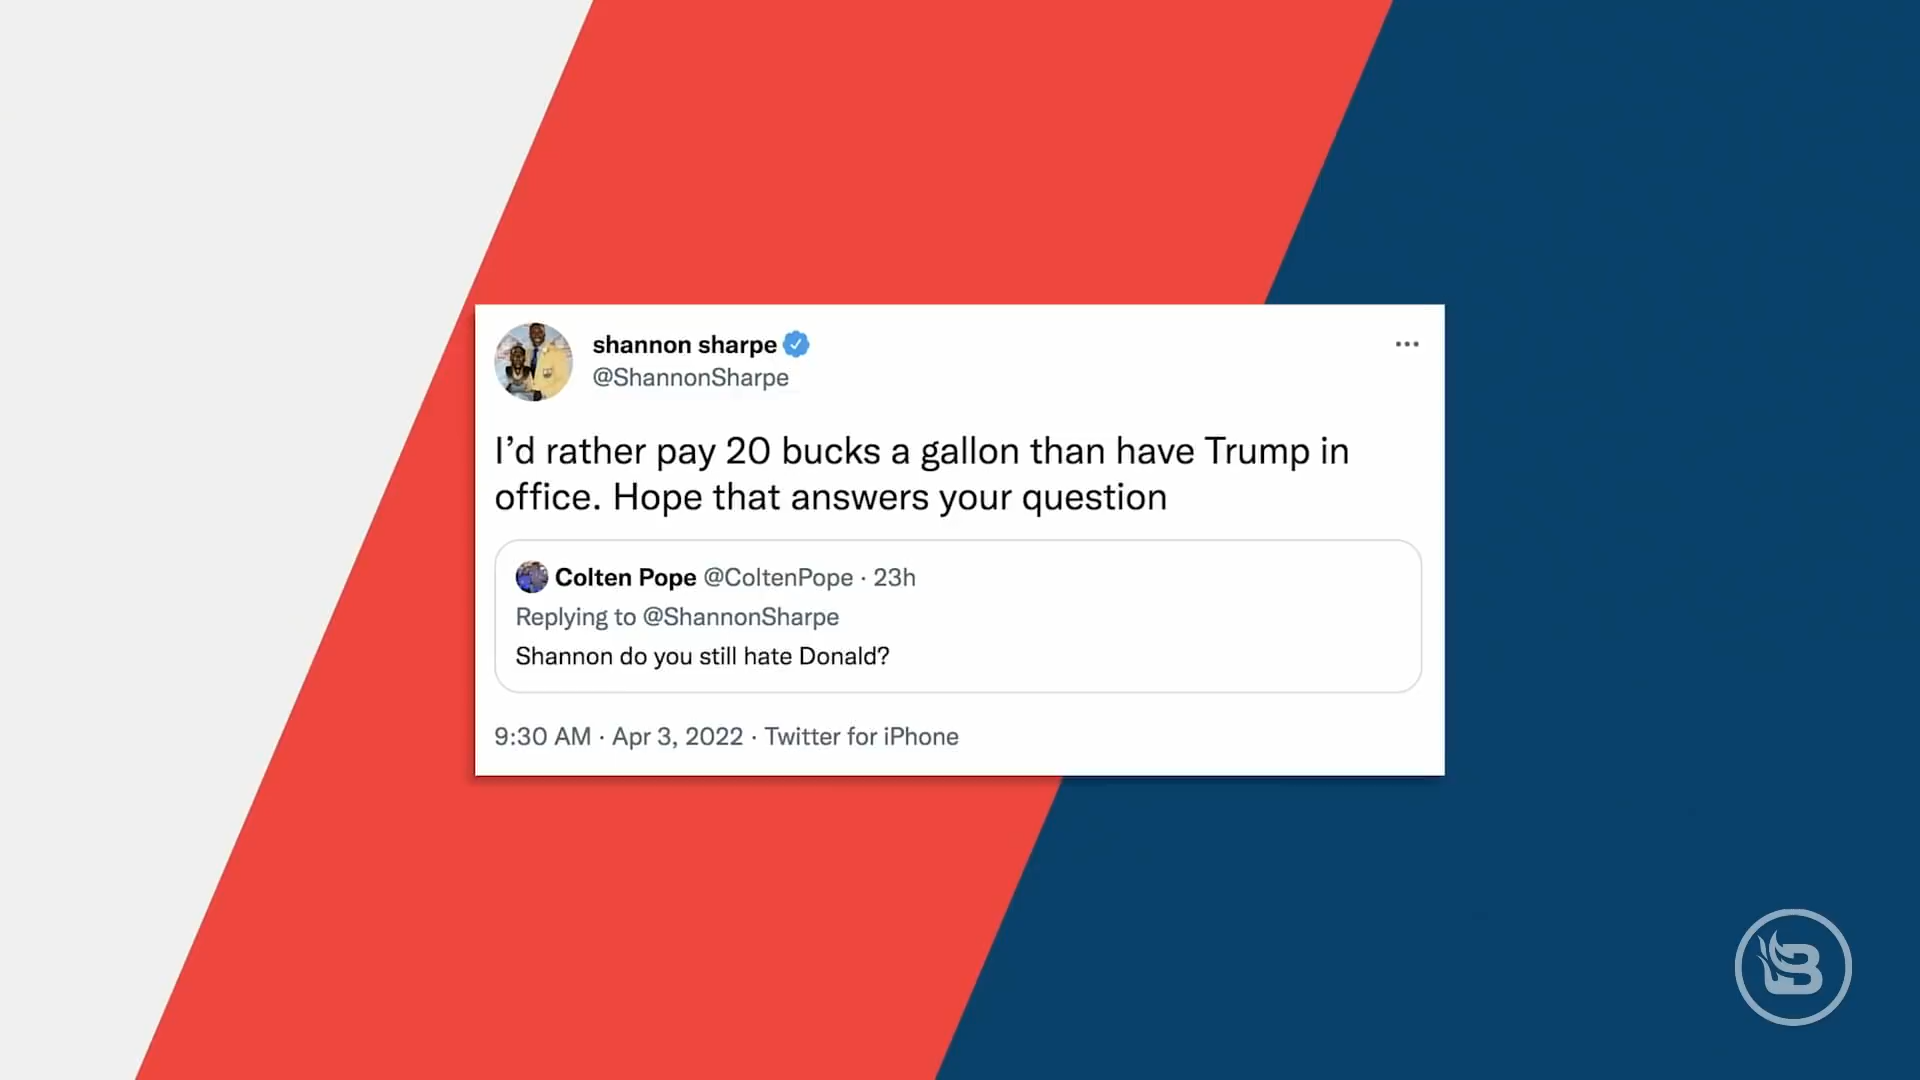 shannon sharpe
@ShannonSharpe
I’d rather pay 20 bucks a gallon than have Trump in
office. Hope that answers your question
Colten Pope @ColtenPope · 23h
Replying to @ShannonSharpe
Shannon do you still hate Donald?
9:30 AM · Apr 3, 2022 · Twitter for iPhone
B